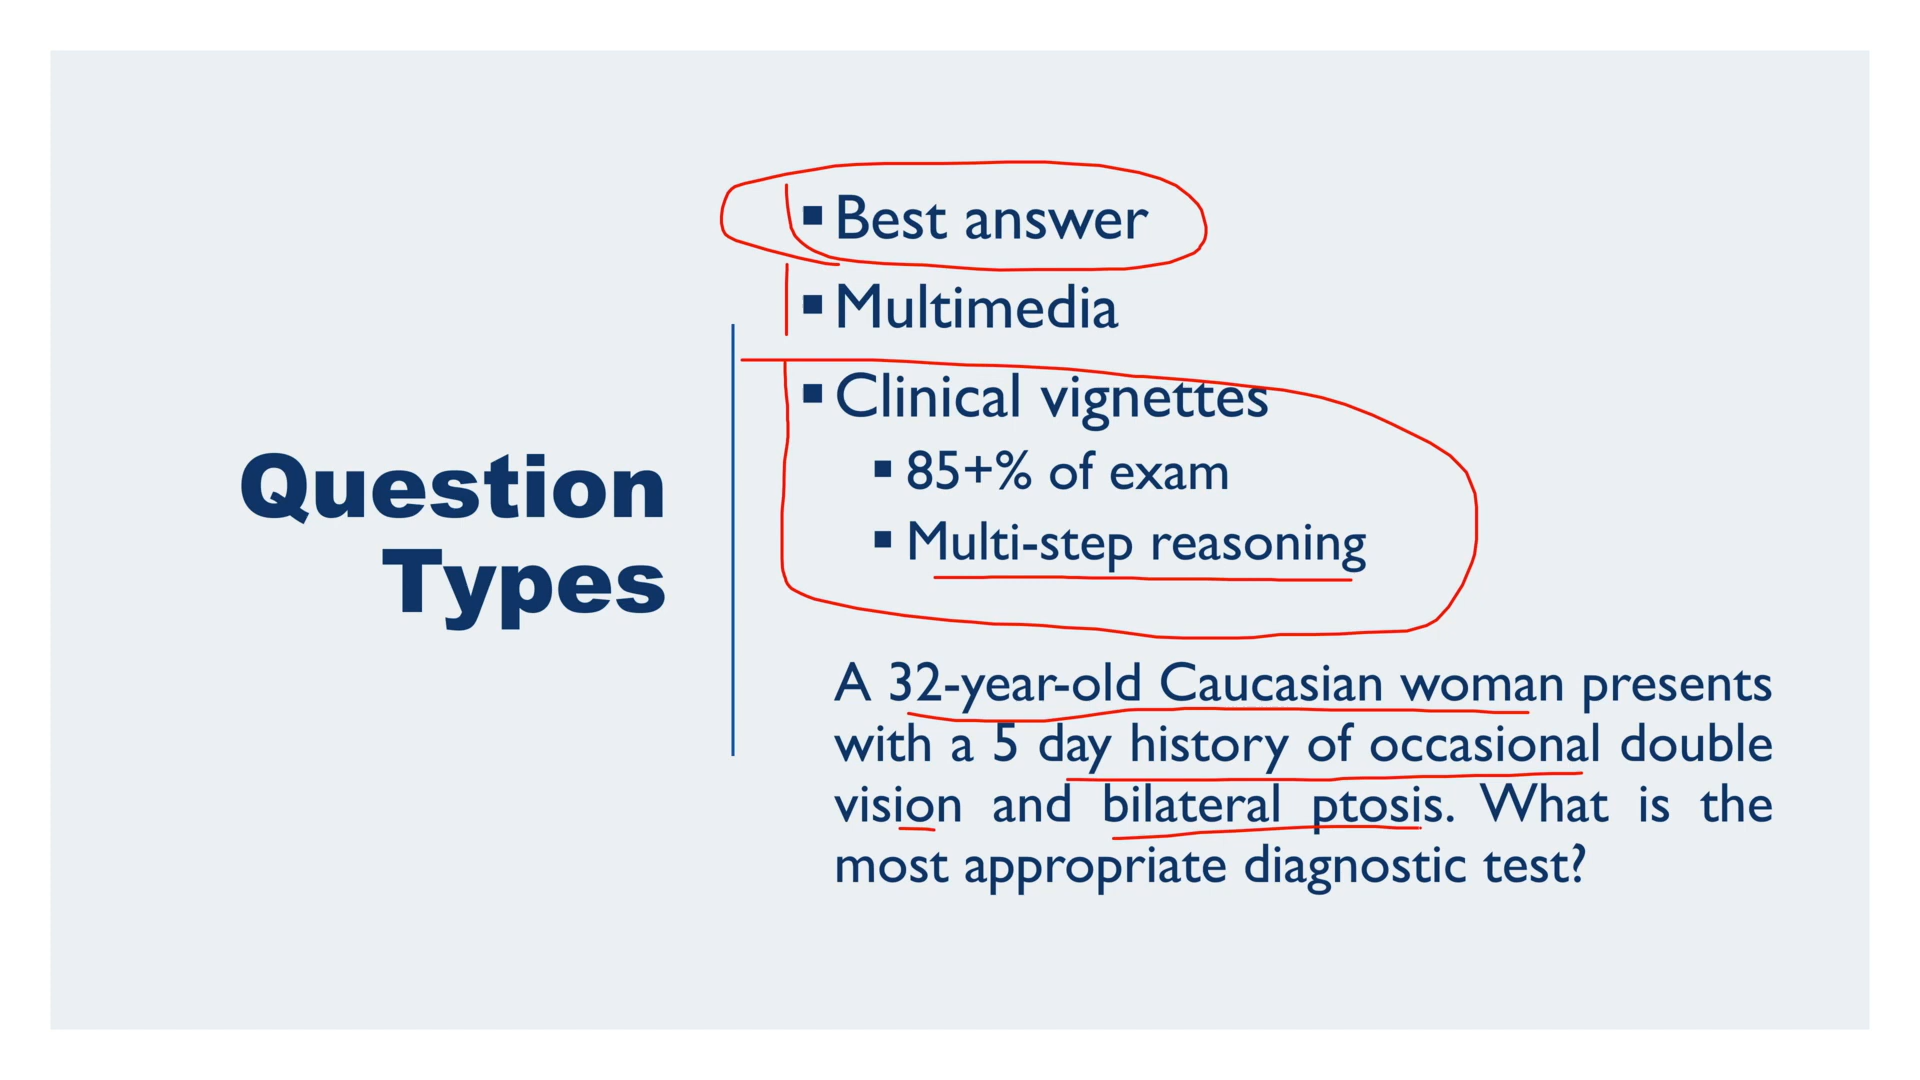 Question
Types
▪ Best answer
▪ Multimedia
▪ Clinical vignettes
▪ 85+% of exam
▪ Multi-step reasoning
A 32-year-old Caucasian woman presents
with a 5 day history of occasional double
vision and bilateral ptosis. What is the
most appropriate diagnostic test?